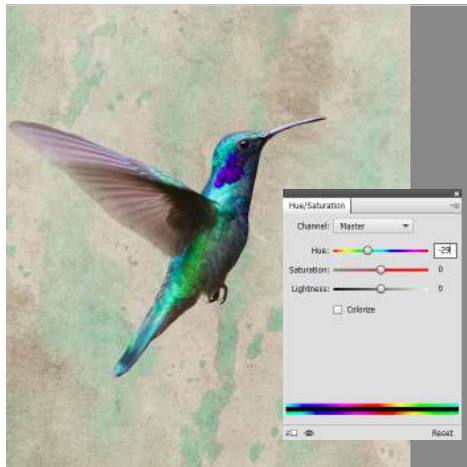 Hue/Saturation
Channel: Master
Hue: -29
Saturation: 0
Lightness: 0
Colorize
Reset